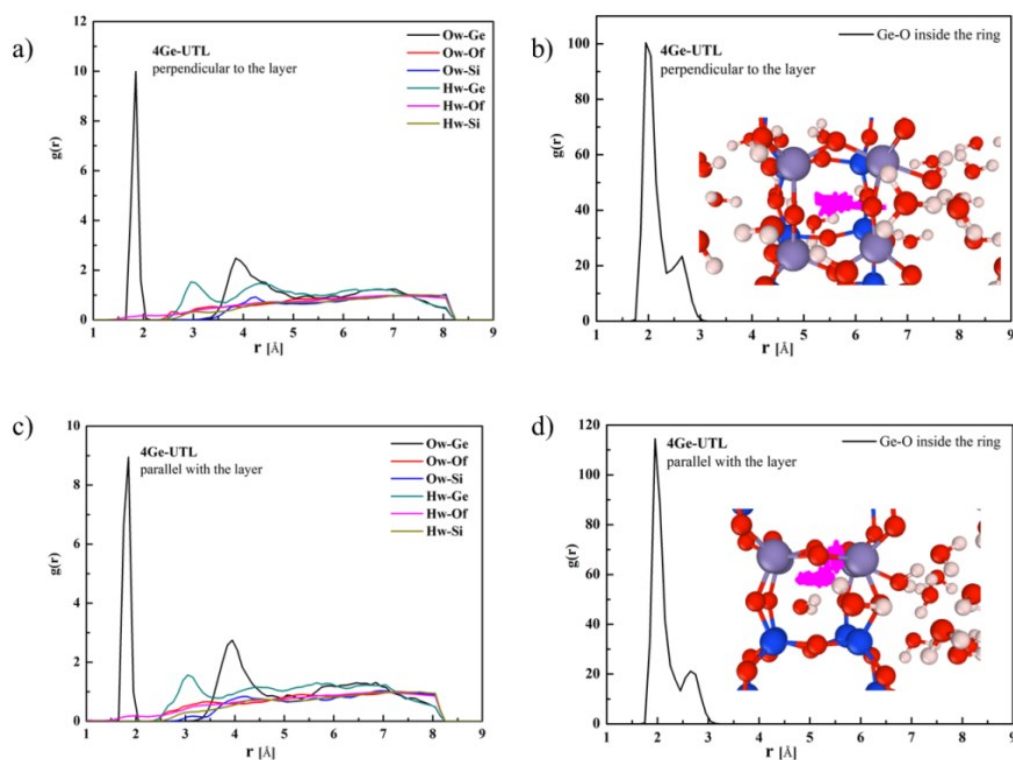 a)
4Ge-UTL
perpendicular to the layer
Ow-Ge
Ow-Of
Ow-Si
Hw-Ge
Hw-Of
Hw-Si
g(r)
12
10
8
6
4
2
0
1 2 3 4 5 6 7 8 9
r [Å]
b)
4Ge-UTL
perpendicular to the layer
Ge-O inside the ring
g(r)
100
80
60
40
20
0
1 2 3 4 5 6 7 8 9
r [Å]
c)
4Ge-UTL
parallel with the layer
Ow-Ge
Ow-Of
Ow-Si
Hw-Ge
Hw-Of
Hw-Si
g(r)
10
8
6
4
2
0
1 2 3 4 5 6 7 8 9
r [Å]
d)
4Ge-UTL
parallel with the layer
Ge-O inside the ring
g(r)
120
100
80
60
40
20
0
1 2 3 4 5 6 7 8 9
r [Å]